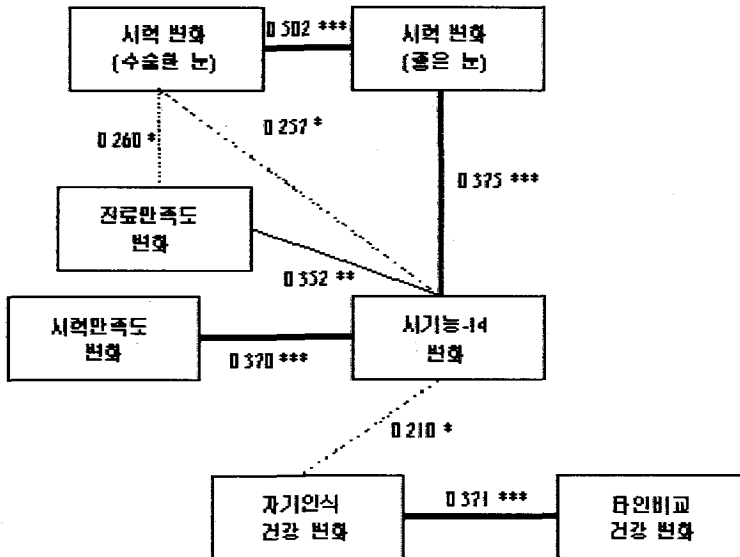 0.502 ***
시력 변화
(수술한 눈)
시력 변화
(좋은 눈)
0.260 *
0.257 *
0.375 ***
진료만족도
변화
0.352 **
시력만족도
변화
0.370 ***
시기능-14
변화
0.210 *
자기인식
건강 변화
0.371 ***
타인비교
건강 변화